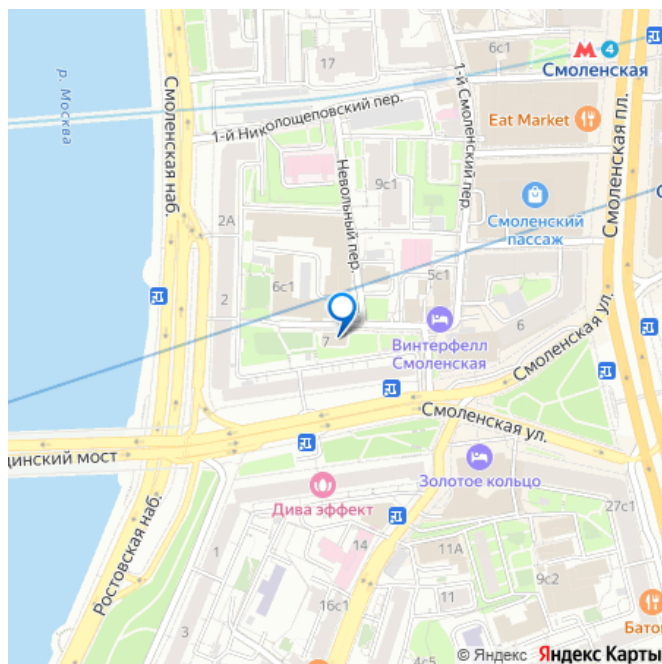 17
6с1
4
Смоленская
р. Москва
Смоленская наб.
1-й Николощеповский пер.
1-й Смоленский пер.
Eat Market
Смоленская пл.
Невольный пер.
9с1
Смоленский
пассаж
2А
6с1
5с1
2
7
6
Винтерфелл
Смоленская
Смоленская ул.
Смоленская ул.
динский мост
Золотое кольцо
Дива эффект
Ростовская наб.
27с1
1
14
11А
9с2
16с1
3
Батон
4с5
© Яндекс
Яндекс Карты